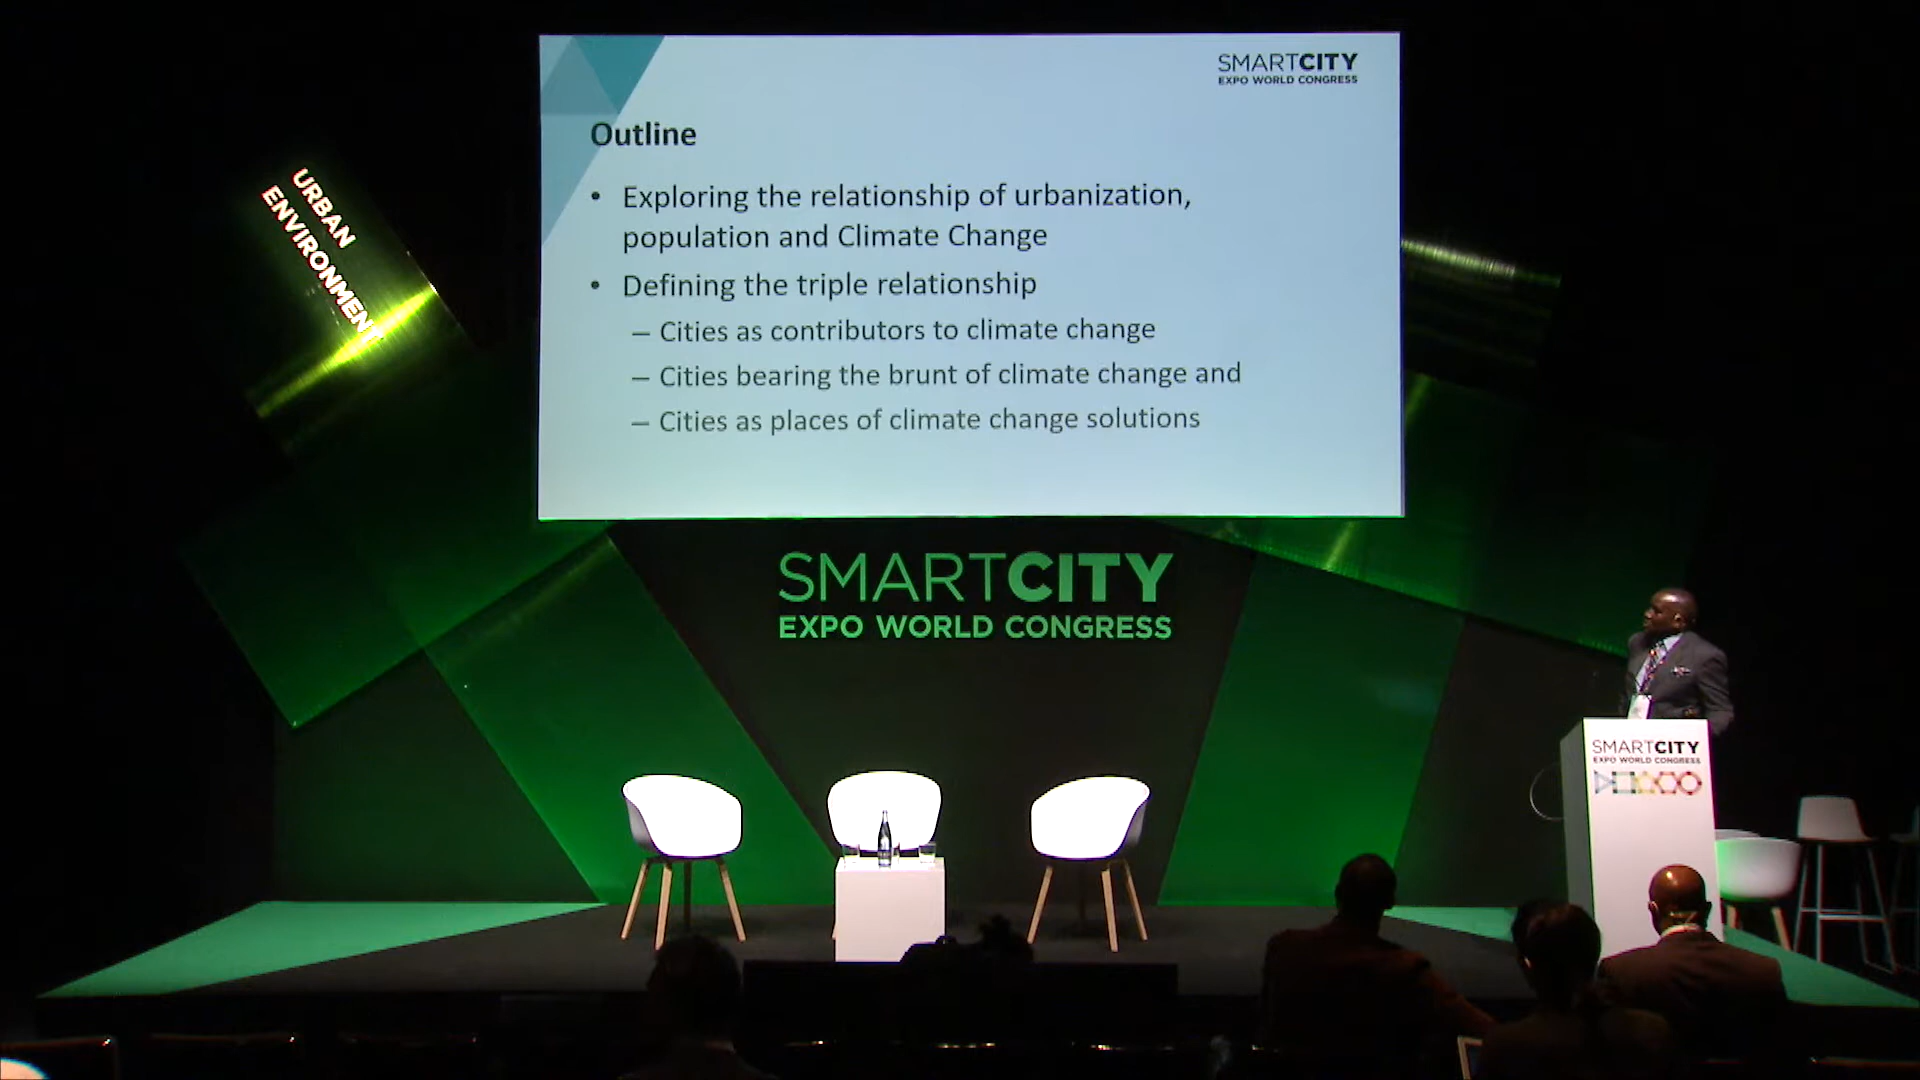 SMARTCITY
EXPO WORLD CONGRESS
Outline
• Exploring the relationship of urbanization,
population and Climate Change
• Defining the triple relationship
– Cities as contributors to climate change
– Cities bearing the brunt of climate change and
– Cities as places of climate change solutions
URBAN
ENVIRONMENT
SMARTCITY
EXPO WORLD CONGRESS
SMARTCITY
EXPO WORLD CONGRESS